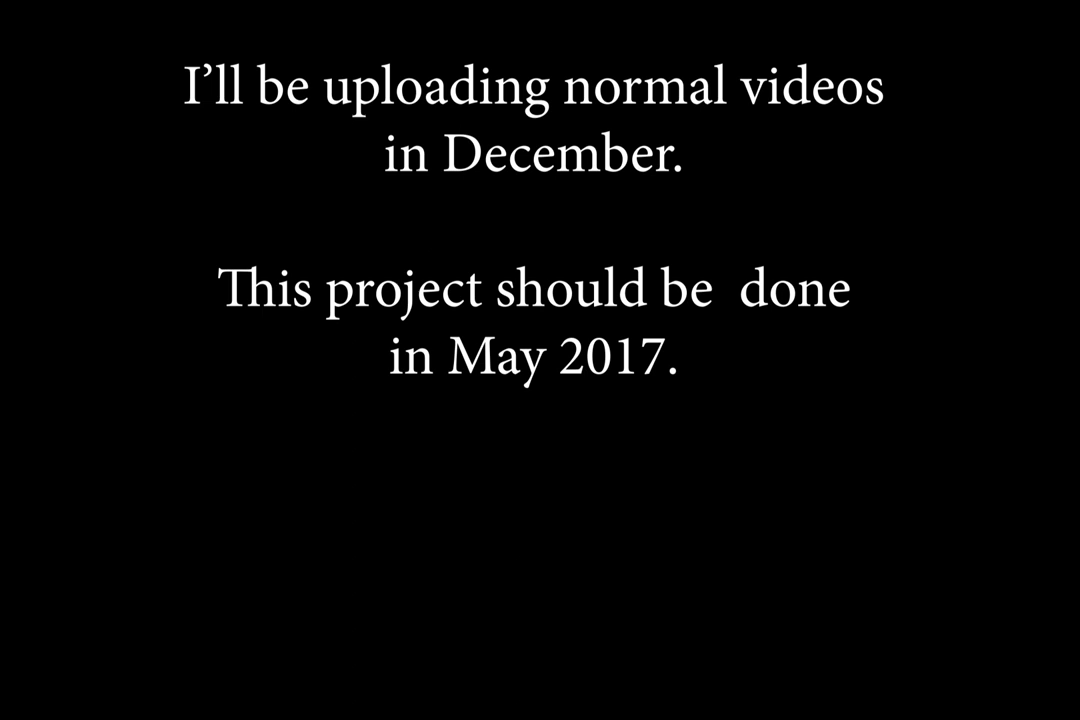 I’ll be uploading normal videos
in December.
This project should be  done
in May 2017.